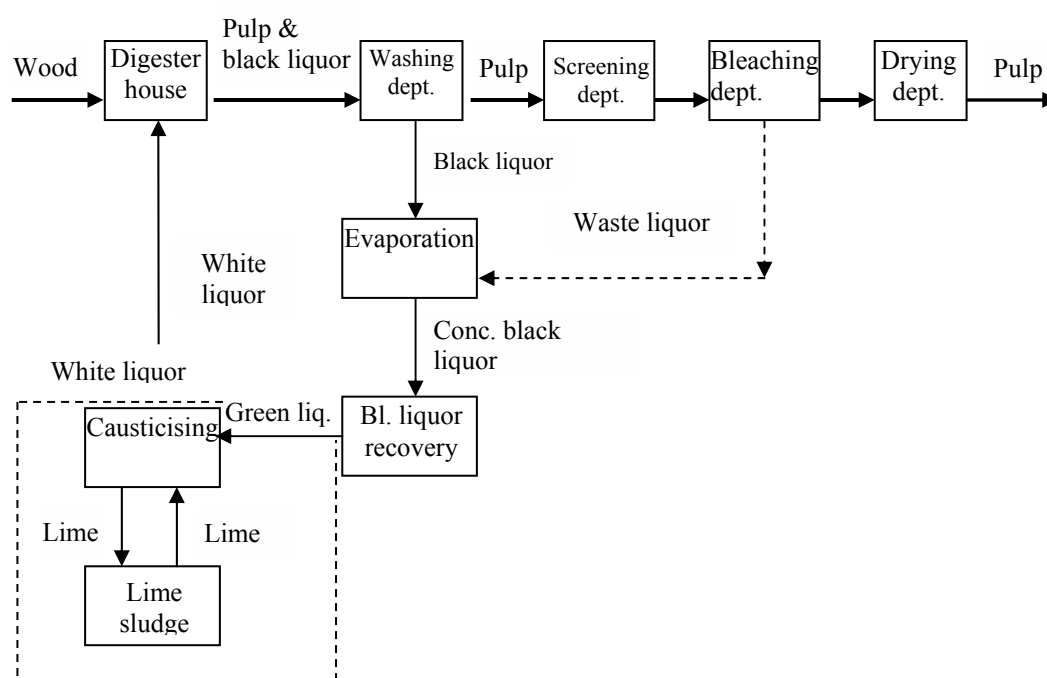 Wood
Digester
house
Pulp &
black liquor
Washing
dept.
Pulp
Screening
dept.
Bleaching
dept.
Drying
dept.
Pulp
Black liquor
Evaporation
Waste liquor
White
liquor
Conc. black
liquor
White liquor
Causticising
Green liq.
Bl. liquor
recovery
Lime
Lime
Lime
sludge